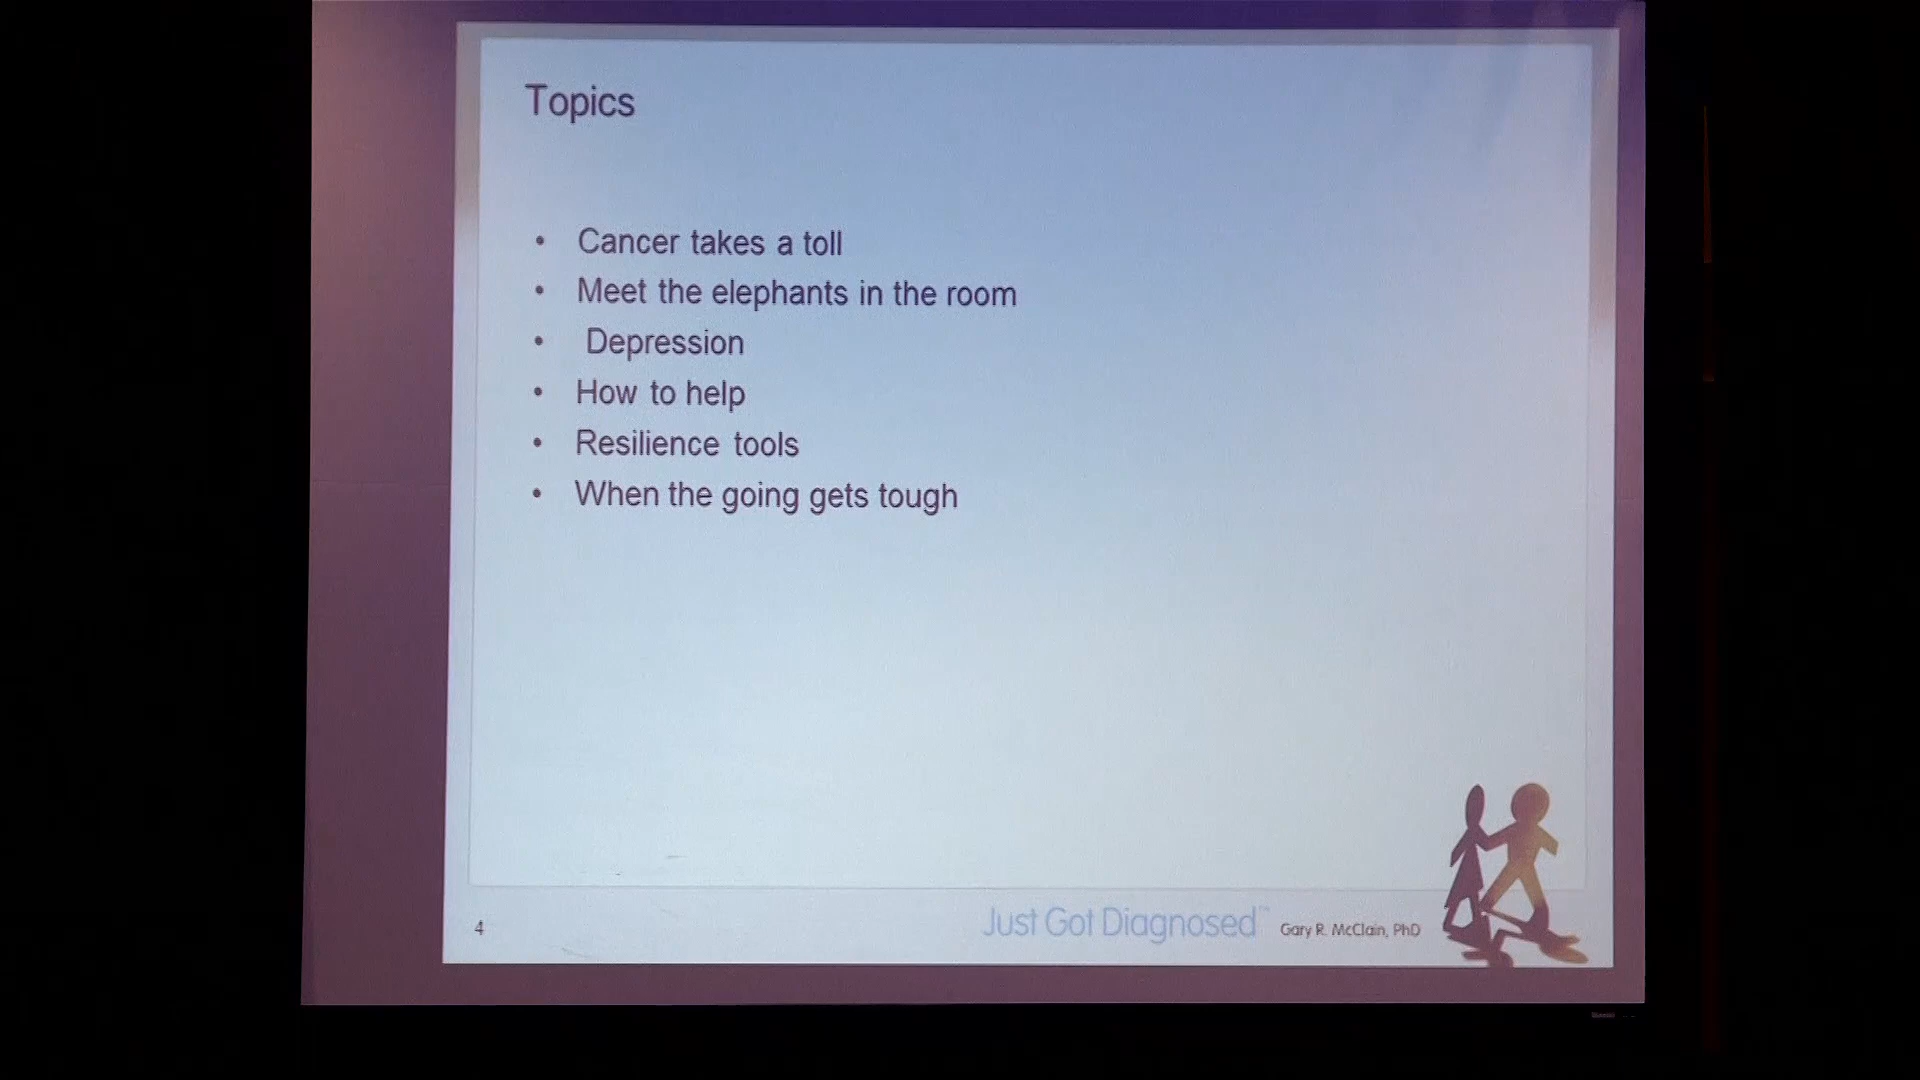 Topics
• Cancer takes a toll
• Meet the elephants in the room
• Depression
• How to help
• Resilience tools
• When the going gets tough
4
Just Got Diagnosed™ Gary R. McClain, PhD